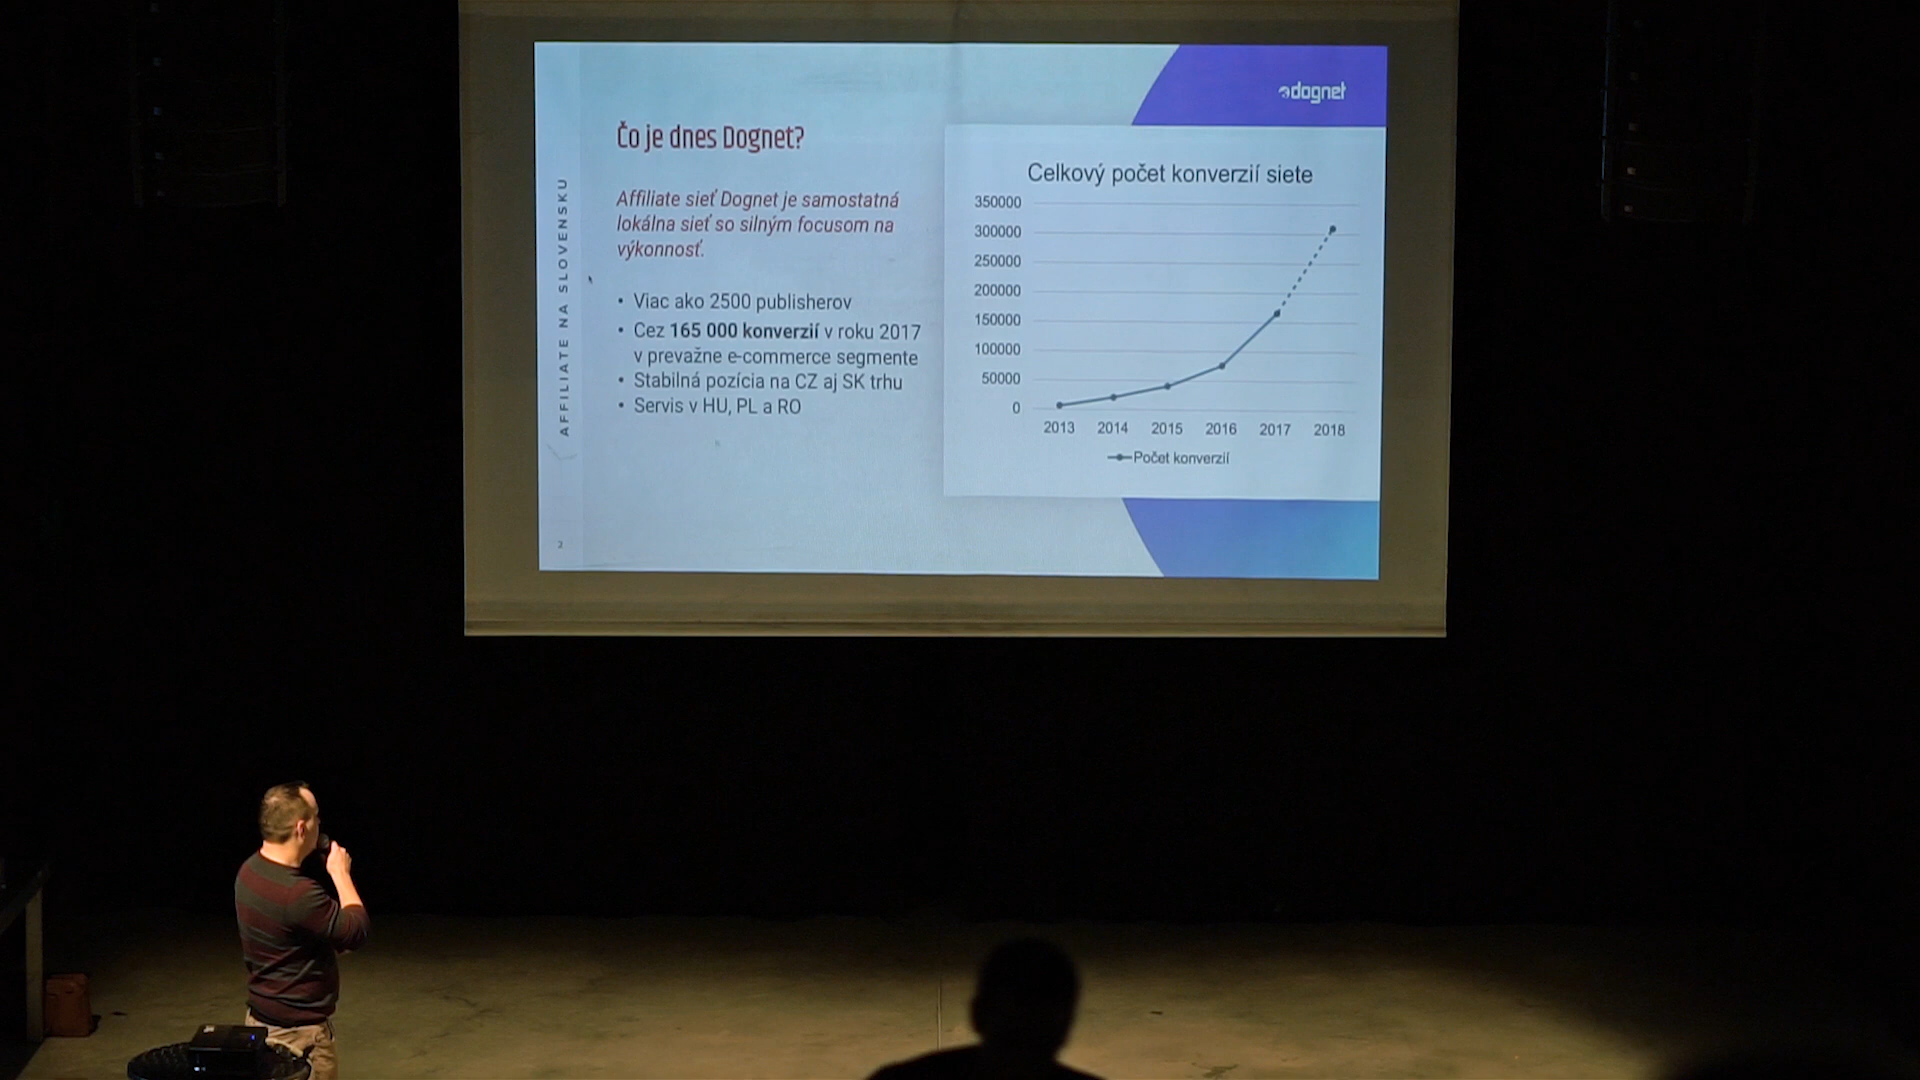 dognet
Čo je dnes Dognet?
AFFILIATE NA SLOVENSKU
Affiliate sieť Dognet je samostatná
lokálna sieť so silným focusom na
výkonnosť.
• Viac ako 2500 publisherov
• Cez 165 000 konverzií v roku 2017
v prevažne e-commerce segmente
• Stabilná pozícia na CZ aj SK trhu
• Servis v HU, PL a RO
2
Celkový počet konverzií siete
350000
300000
250000
200000
150000
100000
50000
0
2013 2014 2015 2016 2017 2018
Počet konverzií